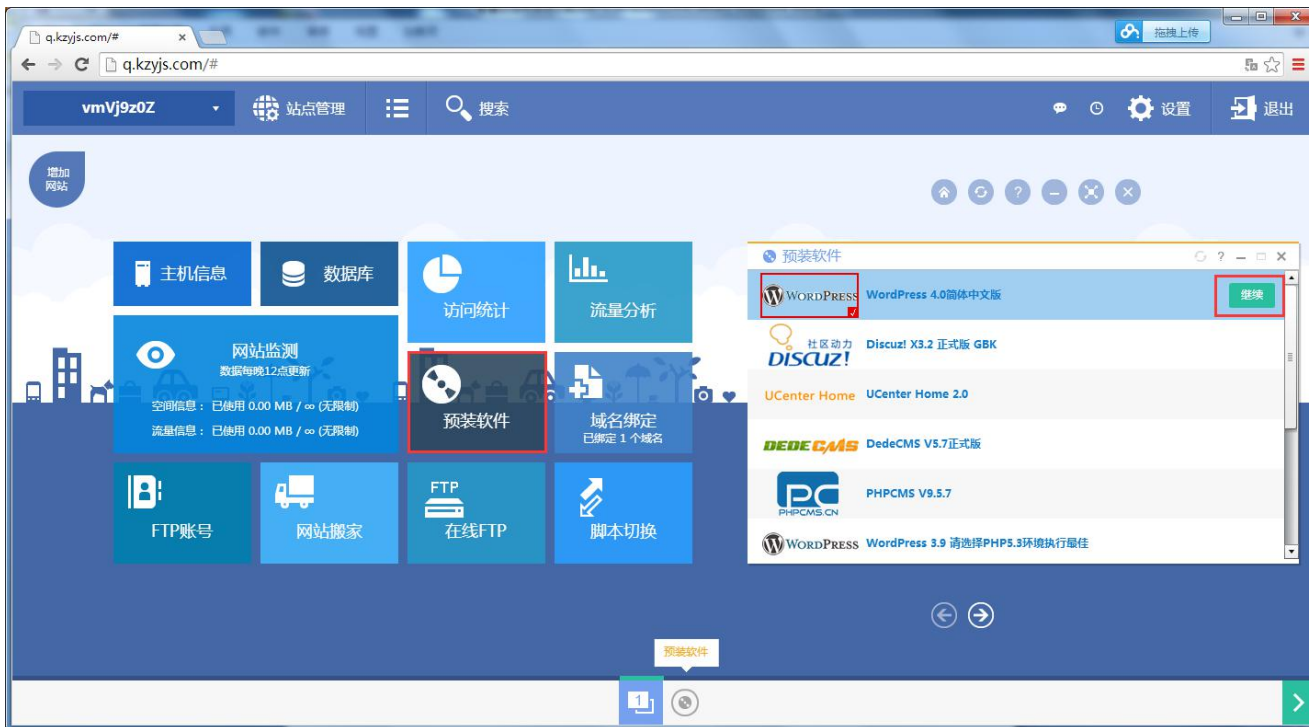 q.kzyjs.com/#
拖拽上传
q.kzyjs.com/#
vmVj9z0Z
站点管理
搜索
设置
退出
增加
网站
主机信息
数据库
访问统计
流量分析
网站监测
数据每晚12点更新
空间信息： 已使用 0.00 MB / ∞ (无限制)
流量信息： 已使用 0.00 MB / ∞ (无限制)
预装软件
域名绑定
已绑定 1 个域名
FTP账号
网站搬家
FTP
在线FTP
脚本切换
预装软件
WORDPRESS
WordPress 4.0简体中文版
继续
社区动力
DISCUZ!
Discuz! X3.2 正式版 GBK
UCenter Home
UCenter Home 2.0
DEDECMS
DedeCMS V5.7正式版
PC
PHPCMS.CN
PHPCMS V9.5.7
WORDPRESS
WordPress 3.9 请选择PHP5.3环境执行最佳
预装软件
1